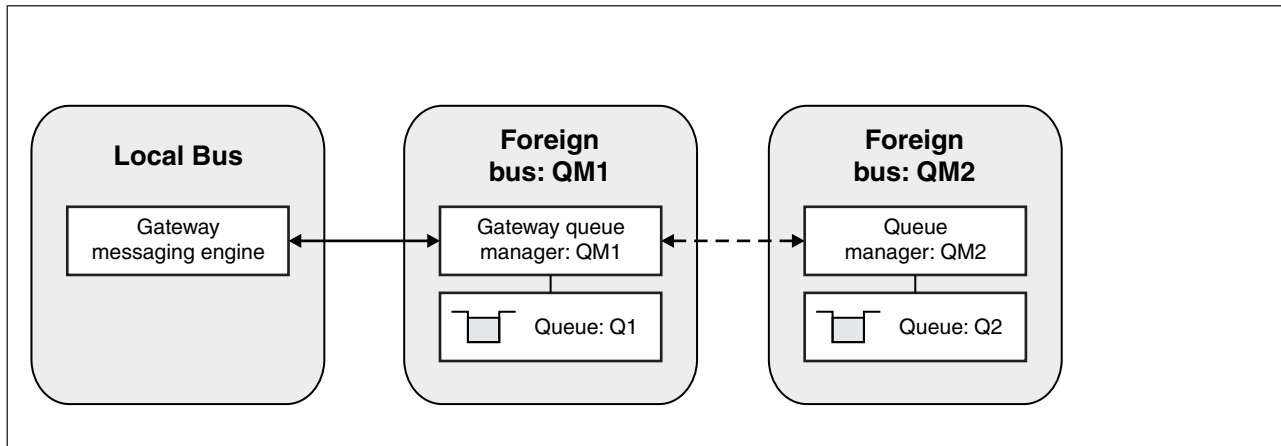 Local Bus
Gateway
messaging engine
Foreign
bus: QM1
Gateway queue
manager: QM1
Queue: Q1
Foreign
bus: QM2
Queue
manager: QM2
Queue: Q2